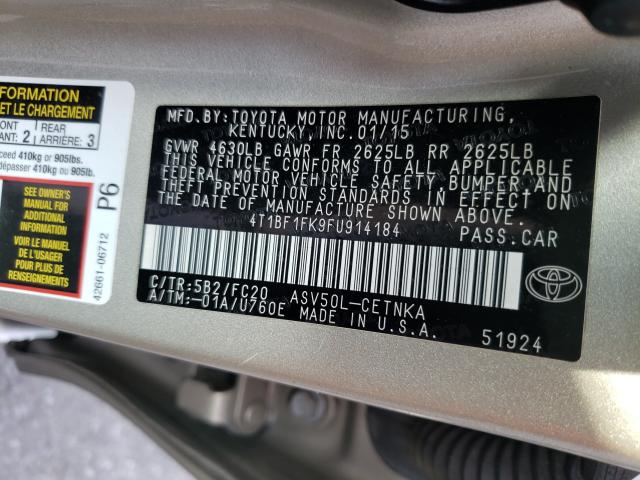 FORMATION
ET LE CHARGEMENT
ONT
ANT: 2
REAR
ARRIÈRE: 3
ceed 410kg or 905lbs.
dépasser 410kg ou 905lbs.
SEE OWNER'S
MANUAL FOR
ADDITIONAL
INFORMATION
VOIR LE MANUEL
DE L'USAGER
POUR PLUS DE
RENSEIGNEMENTS
P6
42661-06712
MFD.BY:TOYOTA MOTOR MANUFACTURING,
KENTUCKY,INC.01/15
GVWR 4630LB GAWR FR 2625LB RR 2625LB
THIS VEHICLE CONFORMS TO ALL APPLICABLE
FEDERAL MOTOR VEHICLE SAFETY,BUMPER AND
THEFT PREVENTION STANDARDS IN EFFECT ON
THE DATE OF MANUFACTURE SHOWN ABOVE.
4T1BF1FK9FU914184
PASS.CAR
C/TR:5B2/FC20 ASV50L-CETNKA
A/TM:-01A/U760E MADE IN U.S.A.
51924